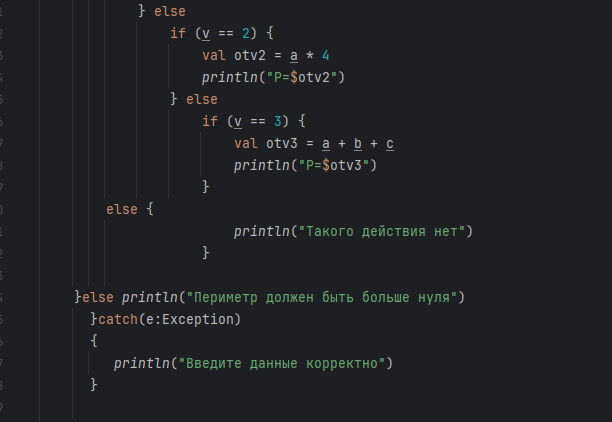 } else
if (v == 2) {
val otv2 = a * 4
println("P=$otv2")
} else
if (v == 3) {
val otv3 = a + b + c
println("P=$otv3")
}
else {
println("Такого действия нет")
}
}else println("Периметр должен быть больше нуля")
}catch(e:Exception)
{
println("Введите данные корректно")
}